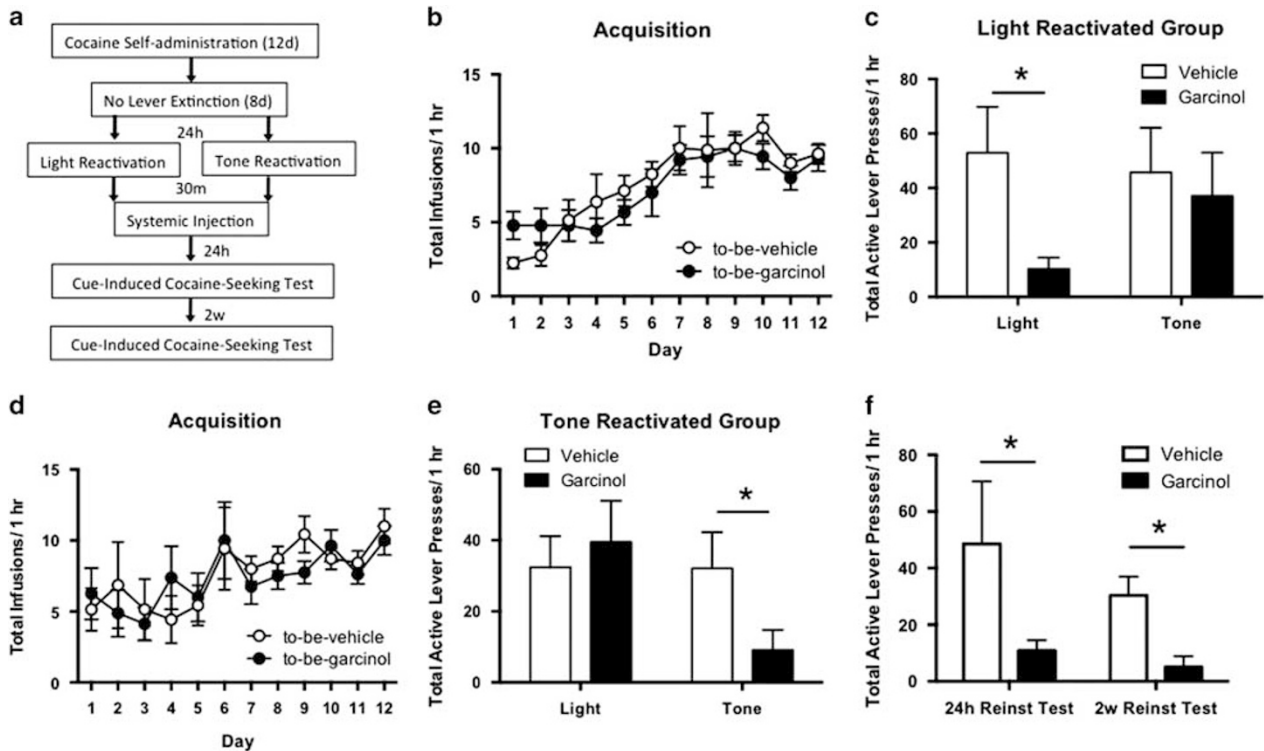 a
Cocaine Self-administration (12d)
No Lever Extinction (8d)
24h
Light Reactivation
Tone Reactivation
30m
Systemic Injection
24h
Cue-Induced Cocaine-Seeking Test
2w
Cue-Induced Cocaine-Seeking Test
b
Acquisition
Total Infusions/ 1 hr
15
10
5
0
to-be-vehicle
to-be-garcinol
1 2 3 4 5 6 7 8 9 10 11 12
Day
c
Light Reactivated Group
Total Active Lever Presses/ 1 hr
80
60
40
20
0
Vehicle
Garcinol
*
Light Tone
d
Acquisition
Total Infusions/ 1 hr
15
10
5
0
to-be-vehicle
to-be-garcinol
1 2 3 4 5 6 7 8 9 10 11 12
Day
e
Tone Reactivated Group
Total Active Lever Presses/ 1 hr
60
40
20
0
Vehicle
Garcinol
*
Light Tone
f
Total Active Lever Presses/ 1 hr
80
60
40
20
0
Vehicle
Garcinol
*
*
24h Reinst Test 2w Reinst Test